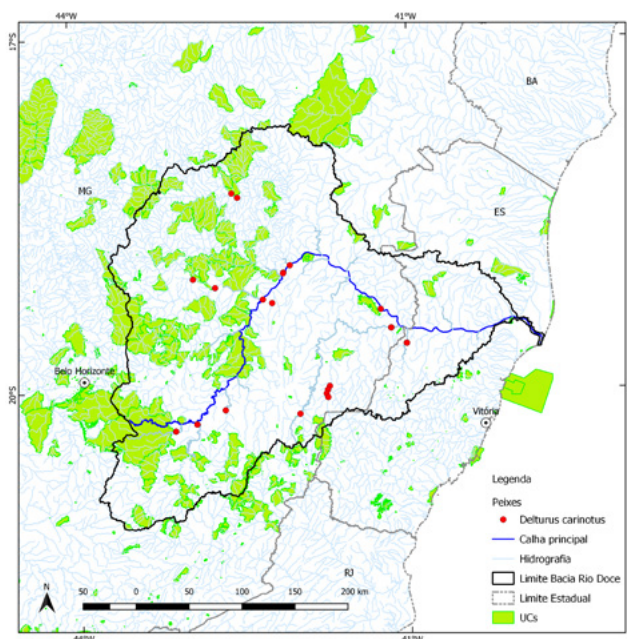 44°W
41°W
17°S
BA
MG
ES
Belo Horizonte
20°S
Vitória
Legenda
Peixes
Delturus carinotus
Calha principal
Hidrografia
Limite Bacia Rio Doce
Limite Estadual
UCs
RJ
N
50 0 50 100 150 200 km